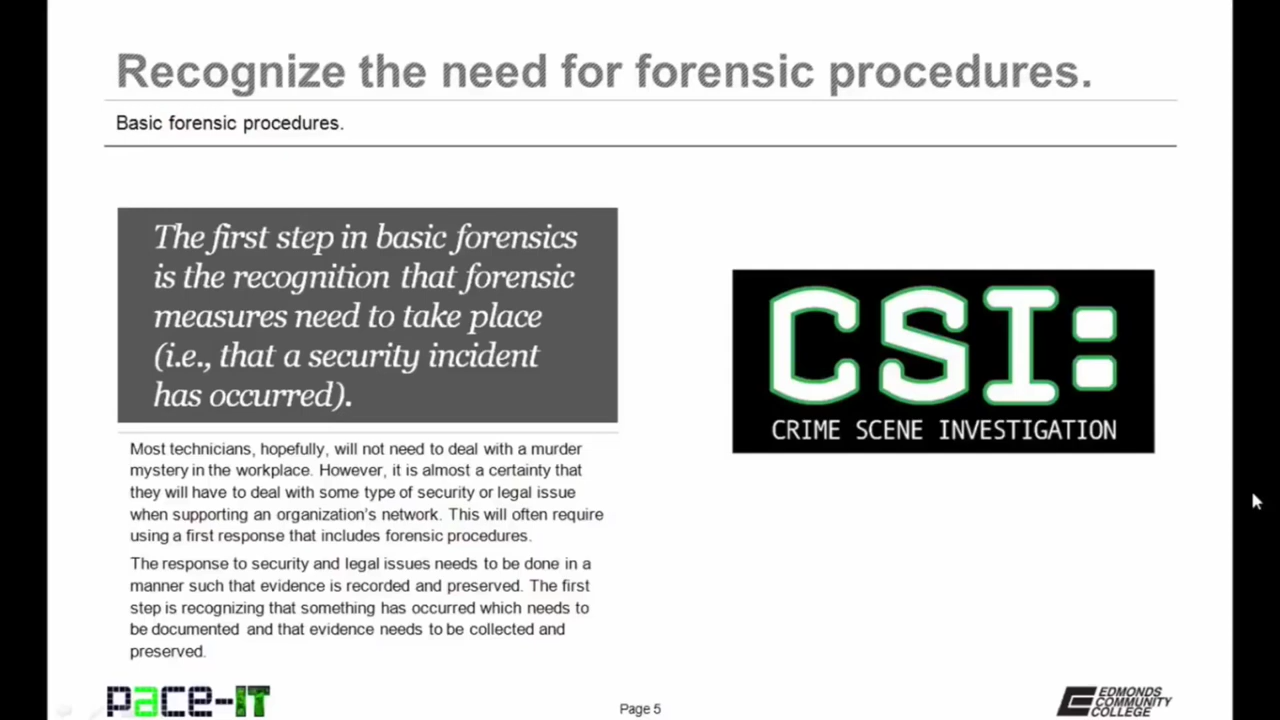 Recognize the need for forensic procedures.
Basic forensic procedures.
The first step in basic forensics
is the recognition that forensic
measures need to take place
(i.e., that a security incident
has occurred).
CSI:
CRIME SCENE INVESTIGATION
Most technicians, hopefully, will not need to deal with a murder
mystery in the workplace. However, it is almost a certainty that
they will have to deal with some type of security or legal issue
when supporting an organization's network. This will often require
using a first response that includes forensic procedures.
The response to security and legal issues needs to be done in a
manner such that evidence is recorded and preserved. The first
step is recognizing that something has occurred which needs to
be documented and that evidence needs to be collected and
preserved.
pace-IT
Page 5
EDMONDS
COMMUNITY
COLLEGE